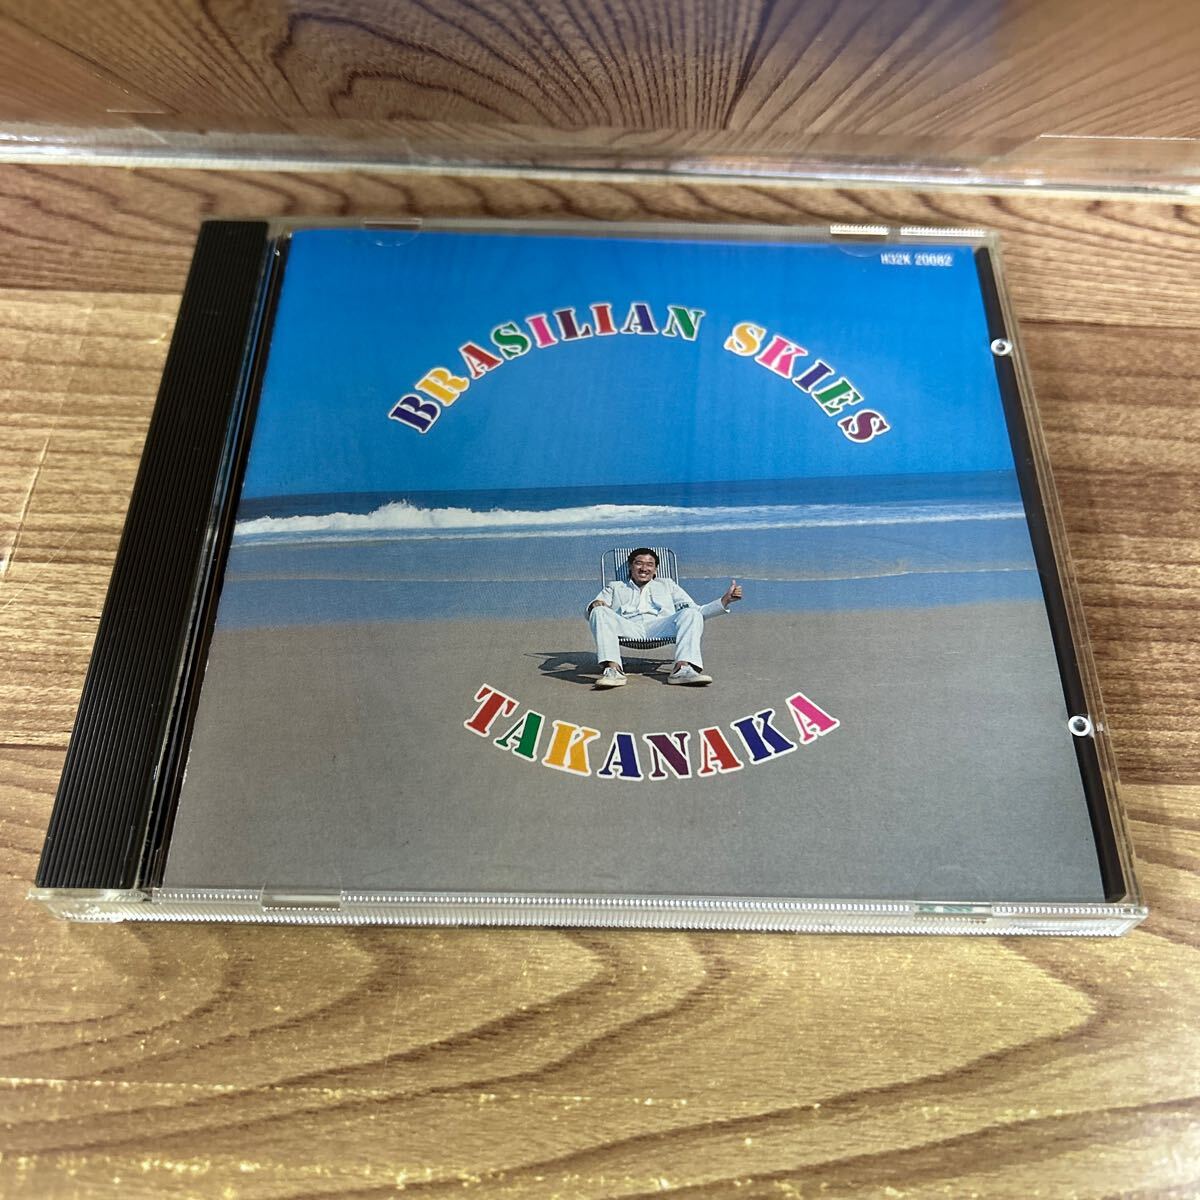 H32K 20082
BRASILIAN SKIES
TAKANAKA